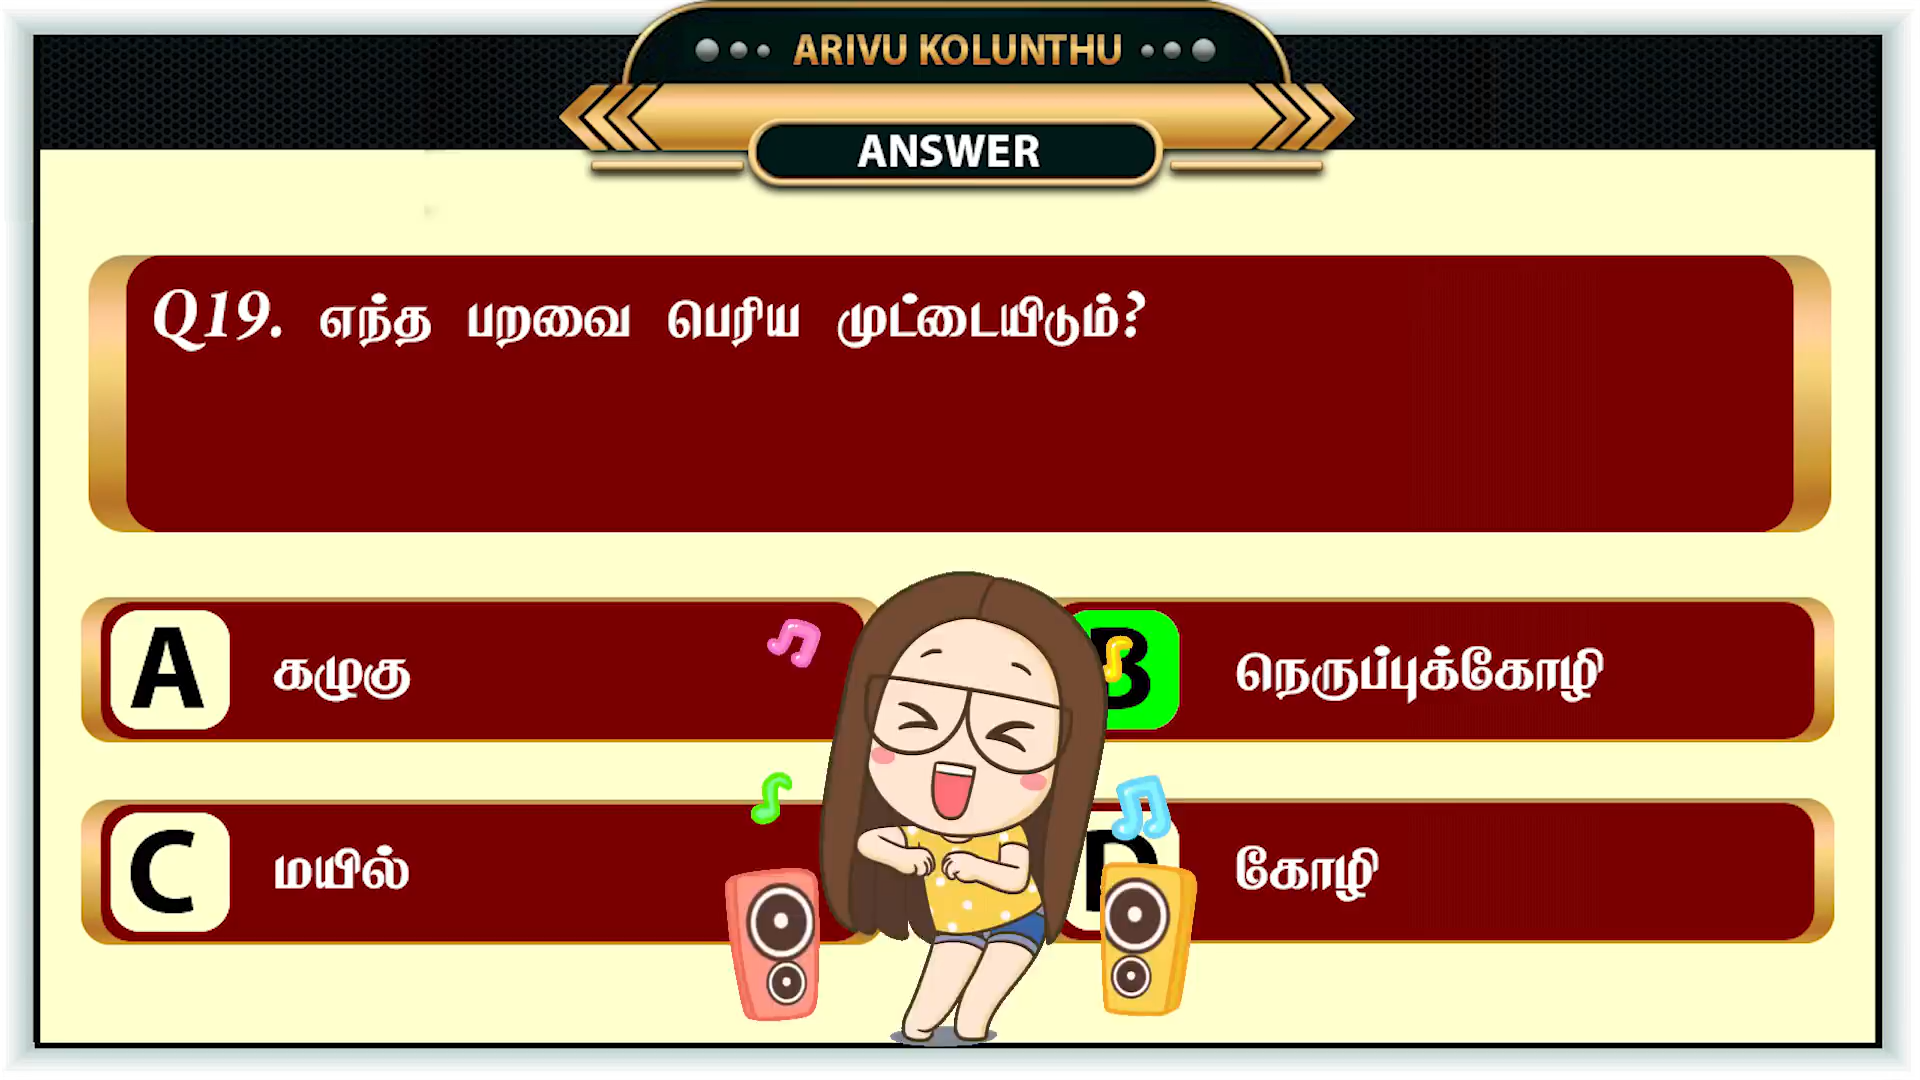 ARIVU KOLUNTHU
ANSWER
Q19. எந்த பறவை பெரிய முட்டையிடும்?
A கழுகு
B நெருப்புக்கோழி
C மயில்
D கோழி